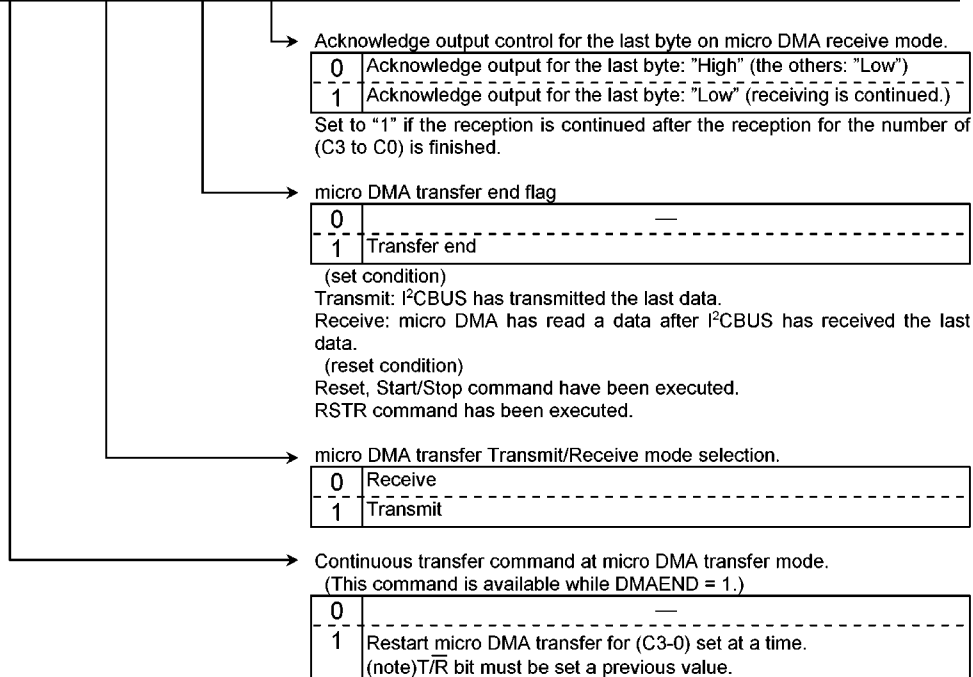 Acknowledge output control for the last byte on micro DMA receive mode.
0 Acknowledge output for the last byte: "High" (the others: "Low")
1 Acknowledge output for the last byte: "Low" (receiving is continued.)
Set to "1" if the reception is continued after the reception for the number of
(C3 to C0) is finished.
micro DMA transfer end flag
0 —
1 Transfer end
(set condition)
Transmit: I²CBUS has transmitted the last data.
Receive: micro DMA has read a data after I²CBUS has received the last
data.
(reset condition)
Reset, Start/Stop command have been executed.
RSTR command has been executed.
micro DMA transfer Transmit/Receive mode selection.
0 Receive
1 Transmit
Continuous transfer command at micro DMA transfer mode.
(This command is available while DMAEND = 1.)
0 —
1 Restart micro DMA transfer for (C3-0) set at a time.
(note)T/R̅ bit must be set a previous value.